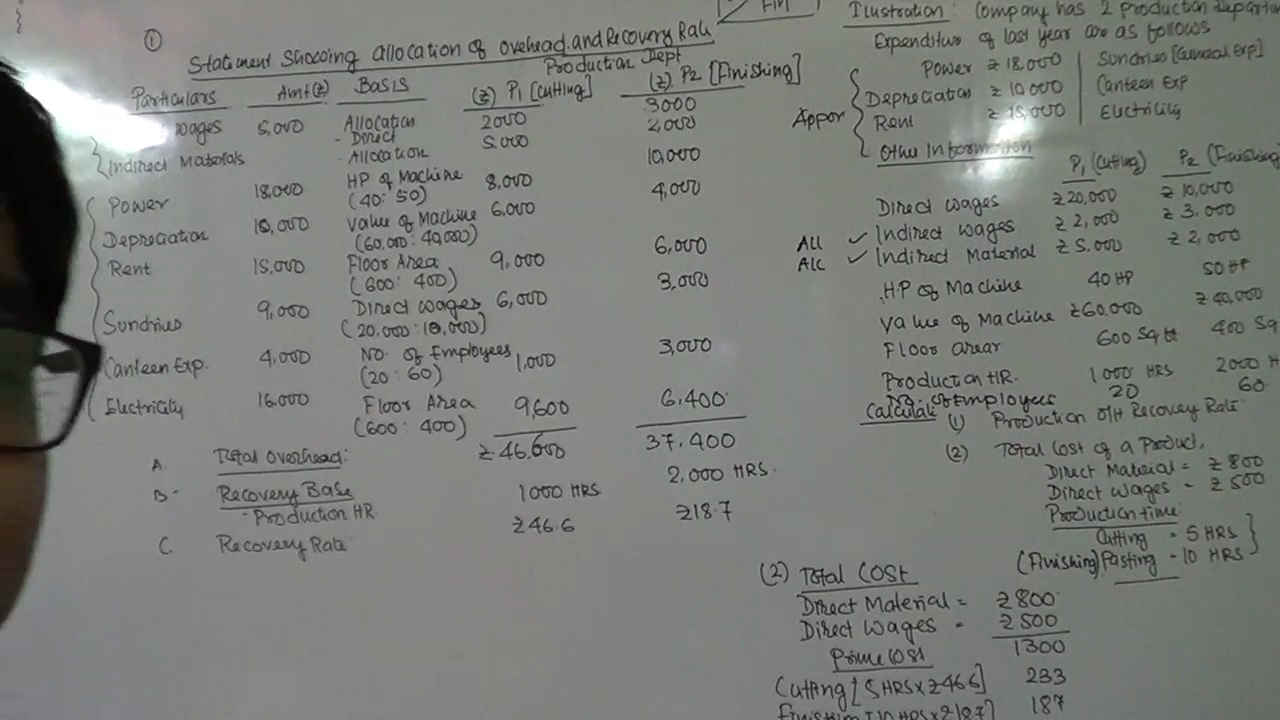 ①
Statement Showing allocation of Ovehead and Recovery Rate
Production Dept
Particulars Amt(₹) BASIS (₹) P1 [Cutting] (₹) P2 [Finishing]
wages 5,000 Allocation 2000 3000
- Direct
Indirect Materials - Allocation 5.000 2,000
Power 18,000 HP of Machine 8,000 10,000
(40: 50)
Depreciation 10,000 Value of Machine 6,000 4,000
(60,000: 40,000)
Rent 15,000 Floor Area 9,000 6,000
(600: 400)
Sundries 9,000 Direct wages 6,000 3,000
(20,000:10,000)
Canteen Exp. 4,000 No. of Employees 1,000 3,000
(20: 60)
Electricity 16.000 Floor Area 9,600 6.400
(600: 400)
A. Total Overhead: ₹46.600 37.400
B- Recovery Base 1000 HRS 2,000 HRS.
- Production HR
C. Recovery Rate ₹46.6 ₹18.7
Illustration: Company has 2 production
Expenditure of last year are as follows
Power ₹18,000 Sundries [General Exp]
Appor Depreciation ₹10,000 Canteen Exp
Rent ₹15,000 Electricity
Other Information
P1 (Cutting) P2 (Finishing)
Direct wages ₹20,000 ₹10,000
All ✓ Indirect wages ₹2,000 ₹3.000
✓ Indirect Material ₹5.000 ₹2,000
HP of Machine 40 HP 50 HP
Value of Machine ₹60.000 ₹40,000
Floor Arear 600 Sq ft 400 Sq ft
Production HR. 1000 HRS 2000 H
No. of Employees 20 60
Calculate (1) Production O/H Recovery Rate
(2) Total Cost of a Product,
Direct Material = ₹800
Direct Wages = ₹500
Production time:
Cutting = 5 HRS
(Finishing) Pasting - 10 HRS
(2) Total Cost
Direct Material = ₹800
Direct Wages = ₹500
Prime Cost 1300
Cutting [5HRS×₹46.6] 233
Finishing [10 HRS×₹18.7] 187